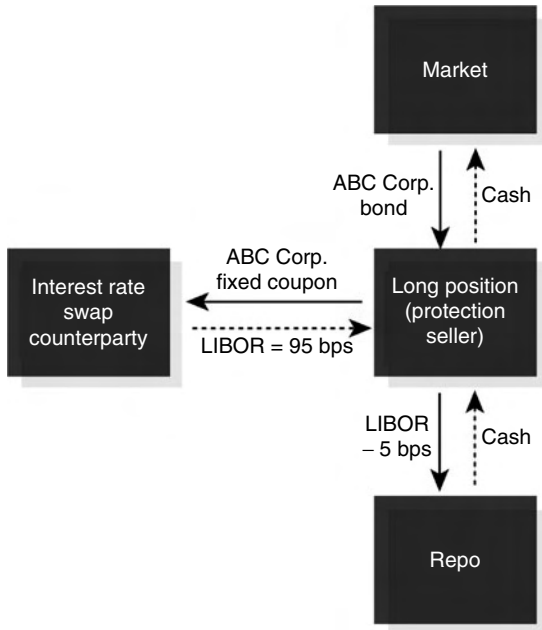 Market
ABC Corp.
bond
Cash
ABC Corp.
fixed coupon
Interest rate
swap
counterparty
Long position
(protection
seller)
LIBOR = 95 bps
LIBOR
– 5 bps
Cash
Repo